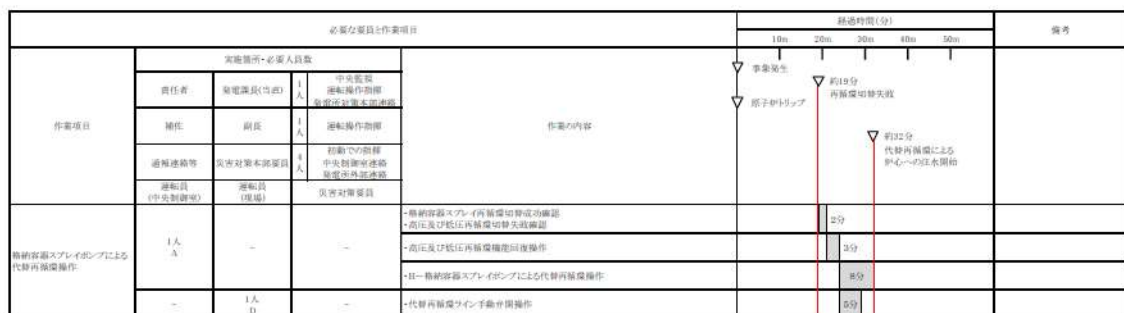 必要な要員と作業項目
経過時間(分)
備考
10m 20m 30m 40m 50m
実施箇所・必要人員数
事象発生
約19分
再循環切替失敗
原子炉トリップ
約32分
代替再循環による
炉心への注水開始
作業項目
責任者
発電課長(当直)
1人
中央監視
運転操作指揮
発電所対策本部連絡
作業の内容
補佐
副長
1人
運転操作指揮
通報連絡等
災害対策本部要員
4人
初動での指揮
中央制御室連絡
発電所外部連絡
運転員
(中央制御室)
運転員
(現場)
災害対策要員
格納容器スプレイポンプによる
代替再循環操作
1人
A
-
-
・格納容器スプレイ再循環切替成功確認
・高圧及び低圧再循環切替失敗確認
2分
・高圧及び低圧再循環機能回復操作
3分
・B-格納容器スプレイポンプによる代替再循環操作
8分
-
1人
D
-
・代替再循環ライン手動弁開操作
5分